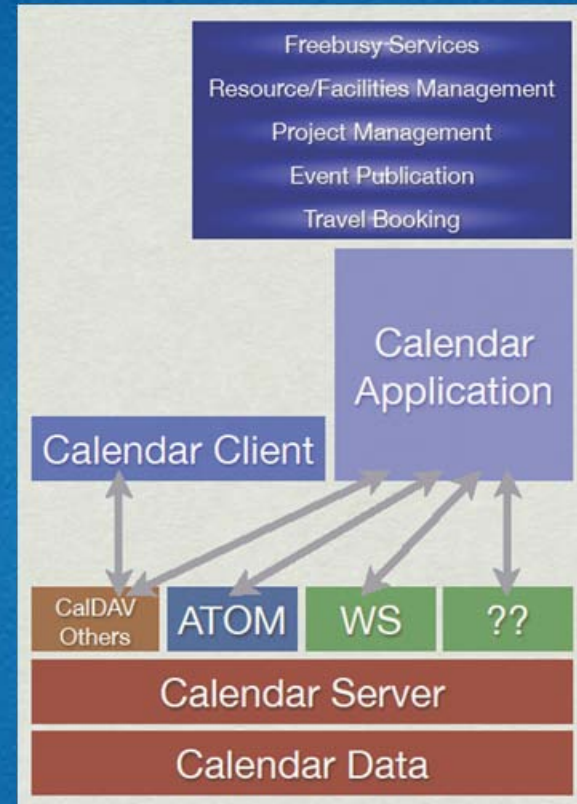 Freebusy Services
Resource/Facilities Management
Project Management
Event Publication
Travel Booking
Calendar
Application
Calendar Client
CalDAV
Others
ATOM
WS
??
Calendar Server
Calendar Data